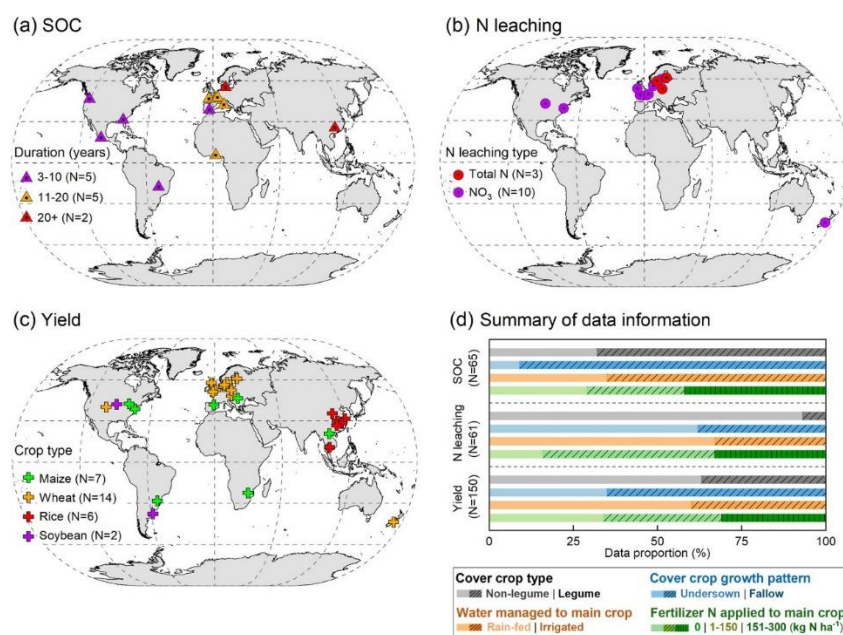 (a) SOC
Duration (years)
3-10 (N=5)
11-20 (N=5)
20+ (N=2)
(b) N leaching
N leaching type
Total N (N=3)
NO₃ (N=10)
(c) Yield
Crop type
Maize (N=7)
Wheat (N=14)
Rice (N=6)
Soybean (N=2)
(d) Summary of data information
SOC
(N=65)
N leaching
(N=61)
Yield
(N=150)
0 25 50 75 100
Data proportion (%)
Cover crop type
Non-legume | Legume
Cover crop growth pattern
Undersown | Fallow
Water managed to main crop
Rain-fed | Irrigated
Fertilizer N applied to main crop
0 | 1-150 | 151-300 (kg N ha⁻¹)